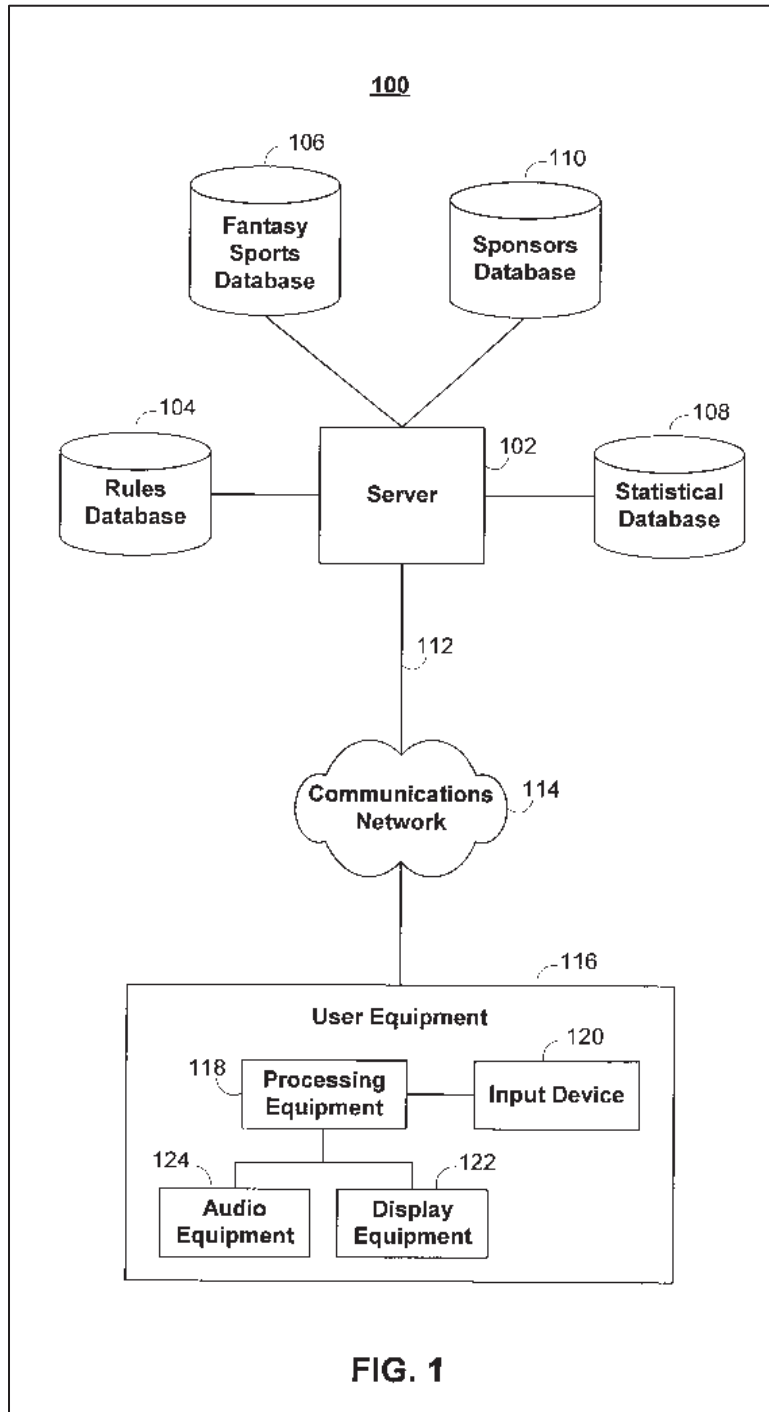 100
106
110
Fantasy
Sports
Database
Sponsors
Database
104
102
108
Rules
Database
Server
Statistical
Database
112
Communications
Network
114
116
User Equipment
118
Processing
Equipment
120
Input Device
124
Audio
Equipment
122
Display
Equipment
FIG. 1